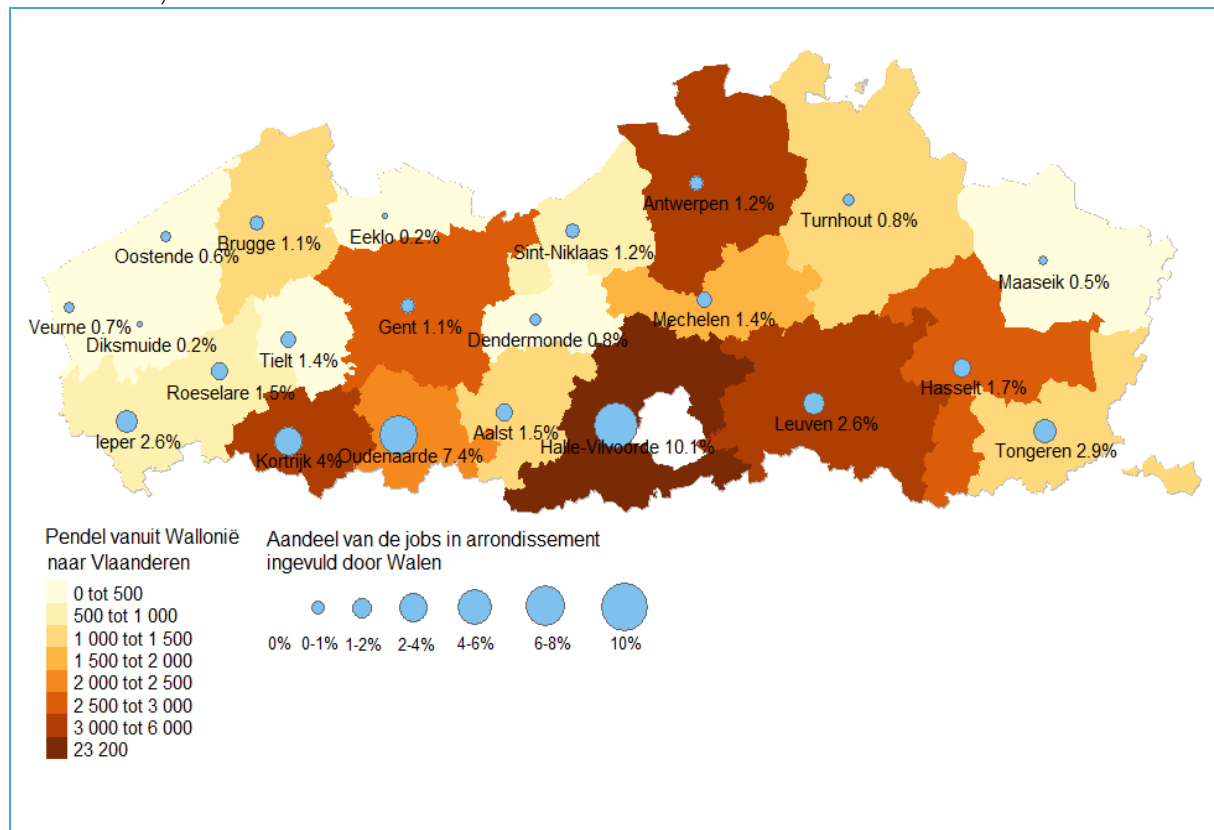 Antwerpen 1.2%
Turnhout 0.8%
Brugge 1.1%
Eeklo 0.2%
Sint-Niklaas 1.2%
Oostende 0.6%
Maaseik 0.5%
Veurne 0.7%
Diksmuide 0.2%
Gent 1.1%
Mechelen 1.4%
Dendermonde 0.8%
Tielt 1.4%
Roeselare 1.5%
Hasselt 1.7%
Ieper 2.6%
Kortrijk 4%
Oudenaarde 7.4%
Aalst 1.5%
Halle-Vilvoorde 10.1%
Leuven 2.6%
Tongeren 2.9%
Pendel vanuit Wallonië
naar Vlaanderen
0 tot 500
500 tot 1 000
1 000 tot 1 500
1 500 tot 2 000
2 000 tot 2 500
2 500 tot 3 000
3 000 tot 6 000
23 200
Aandeel van de jobs in arrondissement
ingevuld door Walen
0% 0-1% 1-2% 2-4% 4-6% 6-8% 10%